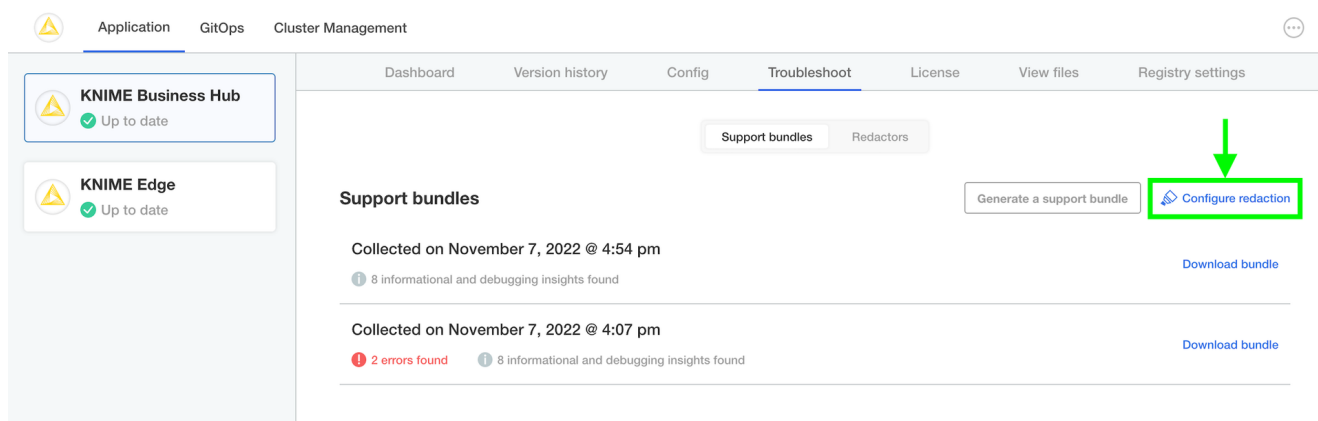 Application GitOps Cluster Management
KNIME Business Hub
Up to date
KNIME Edge
Up to date
Dashboard Version history Config Troubleshoot License View files Registry settings
Support bundles Redactors
Support bundles Generate a support bundle Configure redaction
Collected on November 7, 2022 @ 4:54 pm
8 informational and debugging insights found
Download bundle
Collected on November 7, 2022 @ 4:07 pm
2 errors found 8 informational and debugging insights found
Download bundle